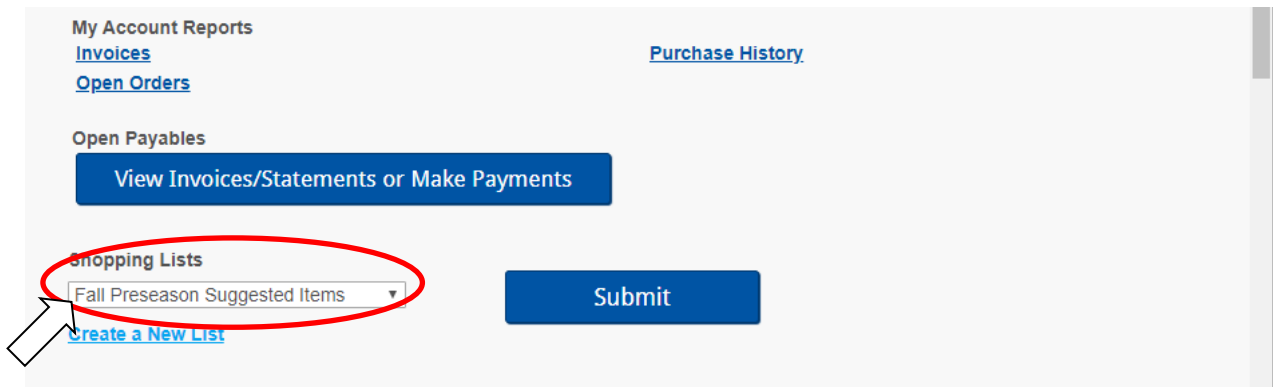 My Account Reports
Invoices
Purchase History
Open Orders
Open Payables
View Invoices/Statements or Make Payments
Shopping Lists
Fall Preseason Suggested Items
Submit
Create a New List